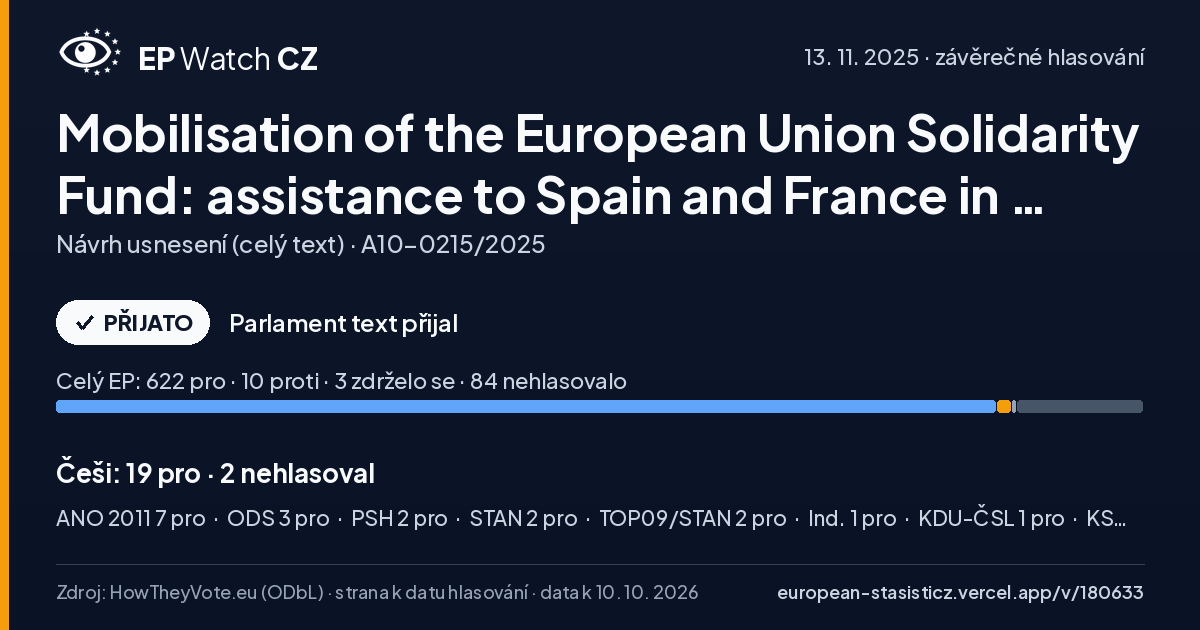 EP Watch CZ
13. 11. 2025 · závěrečné hlasování
Mobilisation of the European Union Solidarity
Fund: assistance to Spain and France in …
Návrh usnesení (celý text) · A10–0215/2025
✓ PŘIJATO Parlament text přijal
Celý EP: 622 pro · 10 proti · 3 zdrželo se · 84 nehlasovalo
Češi: 19 pro · 2 nehlasoval
ANO 2011 7 pro · ODS 3 pro · PSH 2 pro · STAN 2 pro · TOP09/STAN 2 pro · Ind. 1 pro · KDU-ČSL 1 pro · KS…
Zdroj: HowTheyVote.eu (ODbL) · strana k datu hlasování · data k 10. 10. 2026
european-stasisticz.vercel.app/v/180633